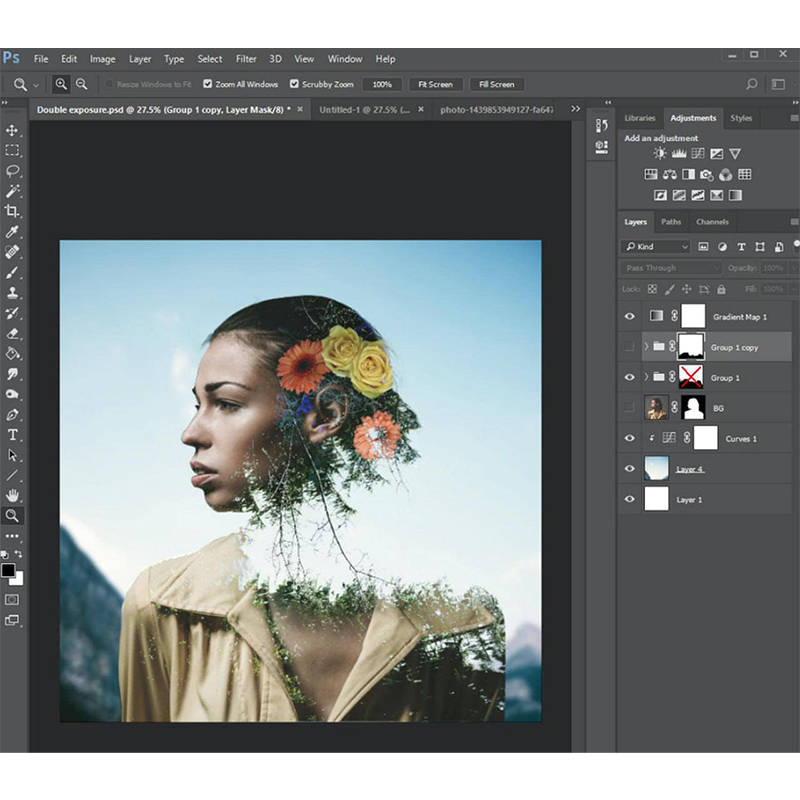 Ps File Edit Image Layer Type Select Filter 3D View Window Help
Resize Windows to Fit Zoom All Windows Scrubby Zoom 100% Fit Screen Fill Screen
Double exposure.psd @ 27.5% (Group 1 copy, Layer Mask/8) * × Untitled-1 @ 27.5% (... × photo-1439853949127-fa647
Libraries Adjustments Styles
Add an adjustment
Layers Paths Channels
Kind
Pass Through Opacity: 100%
Lock: Fill: 100%
Gradient Map 1
Group 1 copy
Group 1
BG
Curves 1
Layer 4
Layer 1